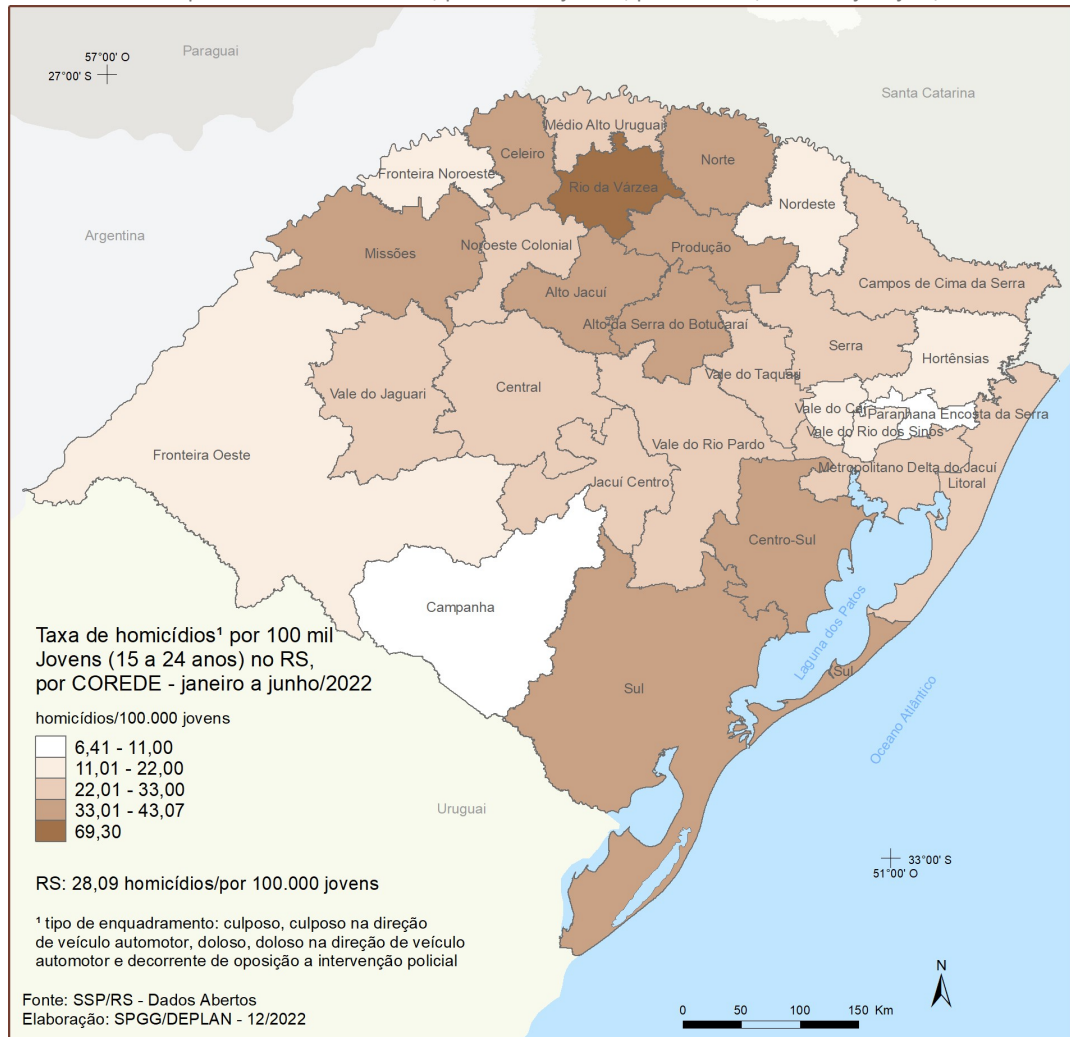 Paraguai
57°00' O
27°00' S
Santa Catarina
Médio Alto Uruguai
Celeiro
Norte
Fronteira Noroeste
Rio da Várzea
Nordeste
Argentina
Noroeste Colonial
Produção
Missões
Campos de Cima da Serra
Alto Jacuí
Alto da Serra do Botucaraí
Serra
Hortênsias
Vale do Taquari
Central
Vale do Jaguari
Paranhana Encosta da Serra
Vale do Rio dos Sinos
Vale do Rio Pardo
Fronteira Oeste
Metropolitano Delta do Jacuí
Jacuí Centro
Litoral
Centro-Sul
Campanha
Laguna dos Patos
Sul
Sul
Oceano Atlântico
Taxa de homicídios¹ por 100 mil
Jovens (15 a 24 anos) no RS,
por COREDE - janeiro a junho/2022
homicídios/100.000 jovens
6,41 - 11,00
11,01 - 22,00
22,01 - 33,00
33,01 - 43,07
69,30
Uruguai
33°00' S
51°00' O
RS: 28,09 homicídios/por 100.000 jovens
¹ tipo de enquadramento: culposo, culposo na direção
de veículo automotor, doloso, doloso na direção de veículo
automotor e decorrente de oposição a intervenção policial
N
Fonte: SSP/RS - Dados Abertos
Elaboração: SPGG/DEPLAN - 12/2022
0 50 100 150 Km